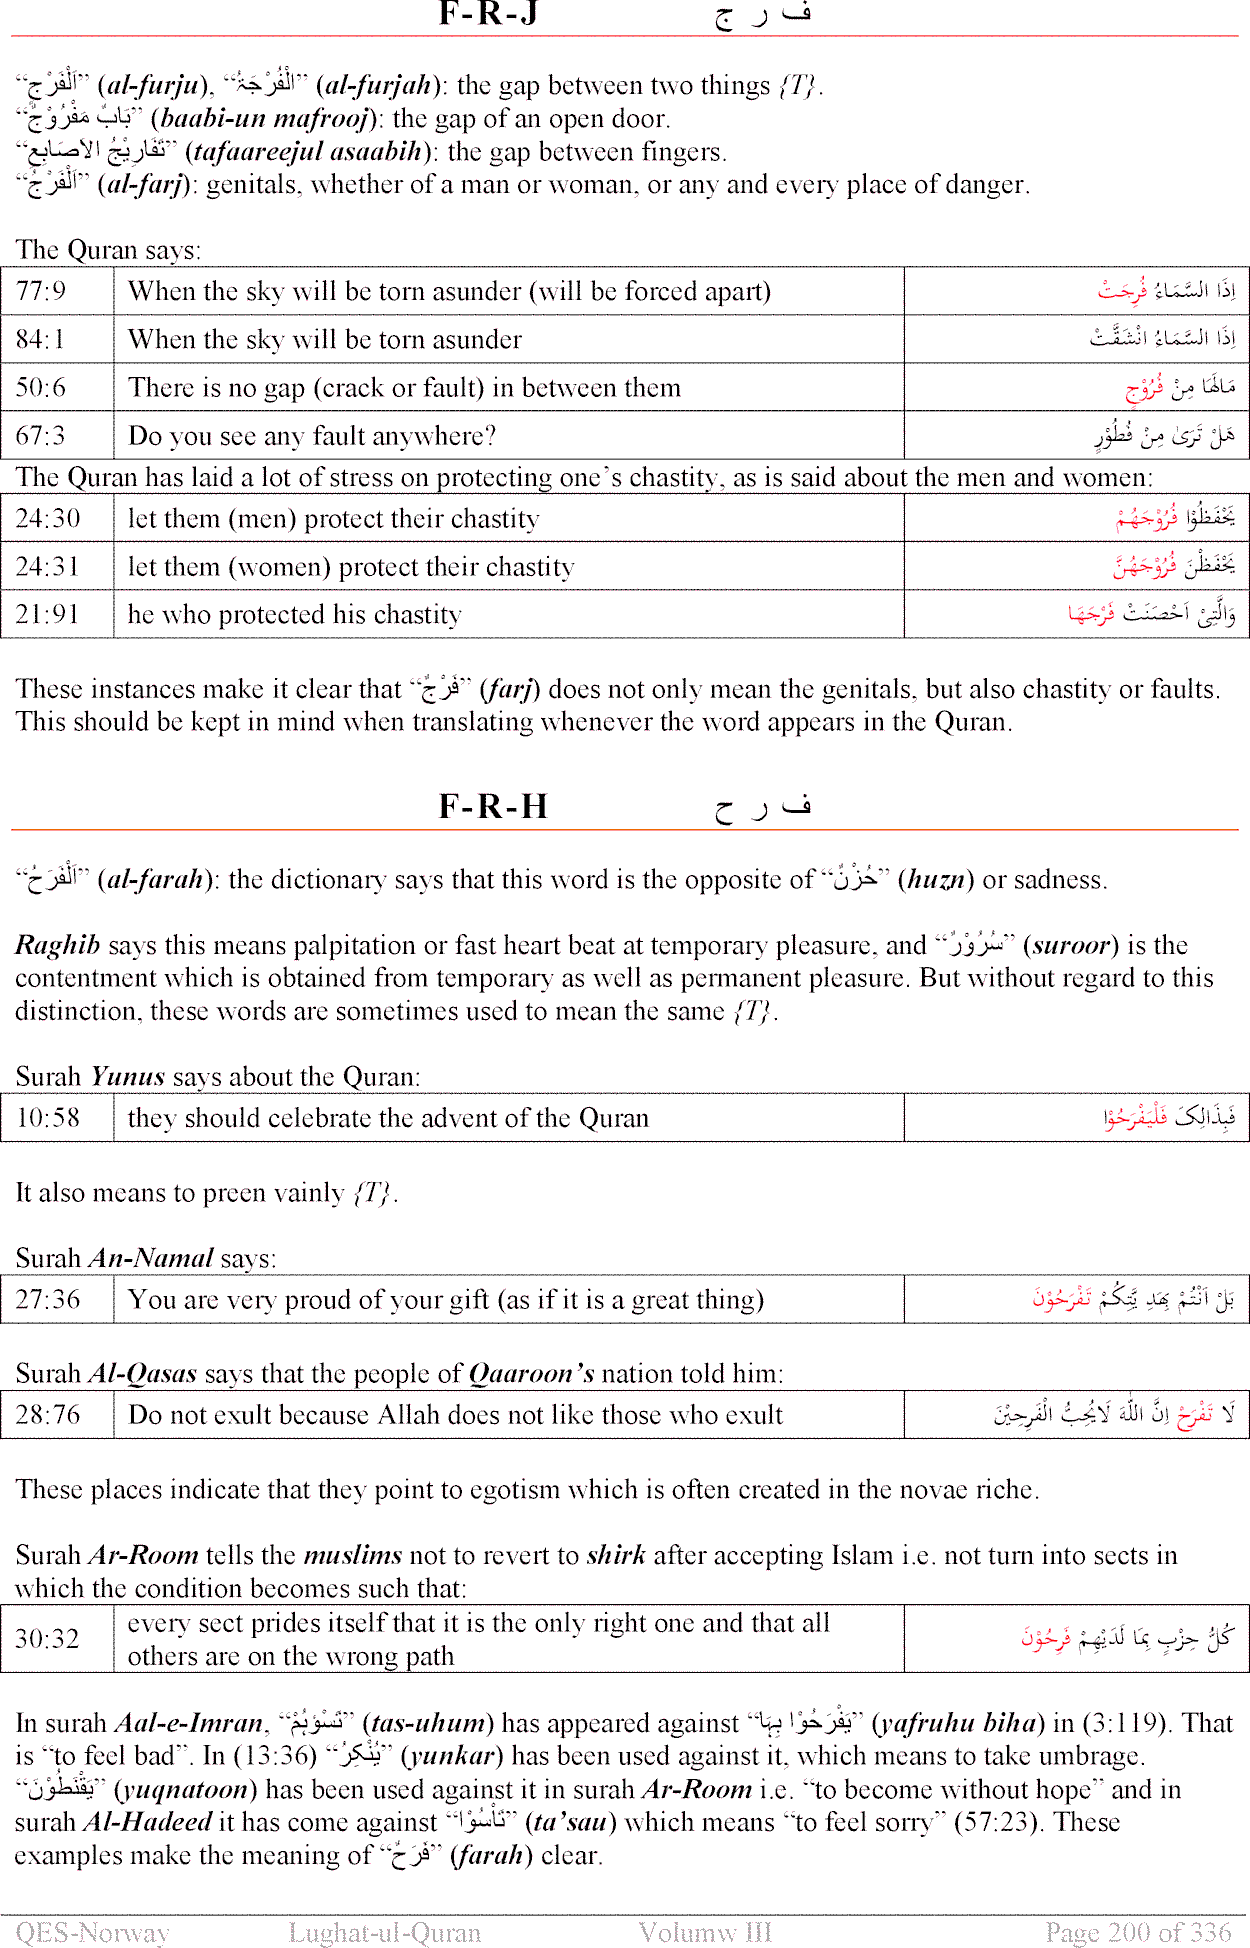 F-R-J ف ر ج
“اَلْفَرْجِ” (al-furju), “الْفُرْجَۃُ” (al-furjah): the gap between two things {T}.
“بَابٌ مَفْرُوْجٌ” (baabi-un mafrooj): the gap of an open door.
“تَفَارِيْجُ الاَصَابِعِ” (tafaareejul asaabih): the gap between fingers.
“اَلْفَرْجُ” (al-farj): genitals, whether of a man or woman, or any and every place of danger.
The Quran says:
77:9 When the sky will be torn asunder (will be forced apart) اِذَا السَّمَاءُ فُرِجَتْ
84:1 When the sky will be torn asunder اِذَا السَّمَاءُ انْشَقَّتْ
50:6 There is no gap (crack or fault) in between them مَالَهَا مِنْ فُرُوْجٍ
67:3 Do you see any fault anywhere? هَلْ تَرَىٰ مِنْ فُطُوْرٍ
The Quran has laid a lot of stress on protecting one’s chastity, as is said about the men and women:
24:30 let them (men) protect their chastity يَحْفَظُوْا فُرُوْجَهُمْ
24:31 let them (women) protect their chastity يَحْفَظْنَ فُرُوْجَهُنَّ
21:91 he who protected his chastity وَالَّتِىْ اَحْصَنَتْ فَرْجَهَا
These instances make it clear that “فَرْجٌ” (farj) does not only mean the genitals, but also chastity or faults.
This should be kept in mind when translating whenever the word appears in the Quran.
F-R-H ف ر ح
“اَلْفَرَحُ” (al-farah): the dictionary says that this word is the opposite of “حُزْنٌ” (huzn) or sadness.
Raghib says this means palpitation or fast heart beat at temporary pleasure, and “سُرُوْرٌ” (suroor) is the
contentment which is obtained from temporary as well as permanent pleasure. But without regard to this
distinction, these words are sometimes used to mean the same {T}.
Surah Yunus says about the Quran:
10:58 they should celebrate the advent of the Quran فَبِذَالِکَ فَلْيَفْرَحُوْا
It also means to preen vainly {T}.
Surah An-Namal says:
27:36 You are very proud of your gift (as if it is a great thing) بَلْ اَنْتُمْ بِهَدِ يَّتِكُمْ تَفْرَحُوْنَ
Surah Al-Qasas says that the people of Qaaroon’s nation told him:
28:76 Do not exult because Allah does not like those who exult لَا تَفْرَحْ اِنَّ اللّٰهَ لَايُحِبُّ الْفَرِحِيْنَ
These places indicate that they point to egotism which is often created in the novae riche.
Surah Ar-Room tells the muslims not to revert to shirk after accepting Islam i.e. not turn into sects in
which the condition becomes such that:
30:32 every sect prides itself that it is the only right one and that all
others are on the wrong path كُلُّ حِزْبٍ بِمَا لَدَيْهِمْ فَرِحُوْنَ
In surah Aal-e-Imran, “تَسُؤْہُمْ” (tas-uhum) has appeared against “يَفْرَحُوْا بِہَا” (yafruhu biha) in (3:119). That
is “to feel bad”. In (13:36) “يُنْكِرُ” (yunkar) has been used against it, which means to take umbrage.
“يَقْنَطُوْنَ” (yuqnatoon) has been used against it in surah Ar-Room i.e. “to become without hope” and in
surah Al-Hadeed it has come against “تَأْسُوْا” (ta’sau) which means “to feel sorry” (57:23). These
examples make the meaning of “فَرَحٌ” (farah) clear.
QES-Norway Lughat-ul-Quran Volumw III Page 200 of 336